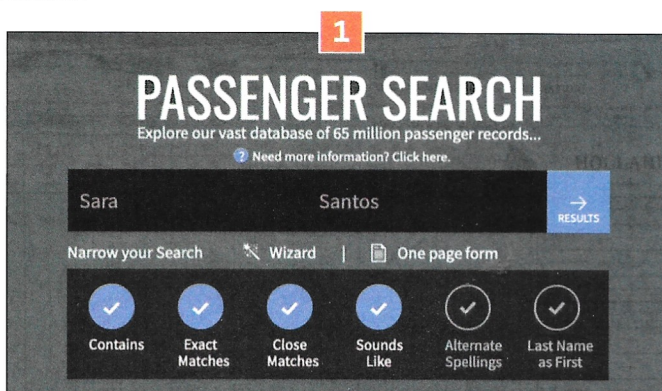 1
PASSENGER SEARCH
Explore our vast database of 65 million passenger records...
? Need more information? Click here.
Sara Santos
→
RESULTS
Narrow your Search Wizard | One page form
Contains Exact Matches Close Matches Sounds Like Alternate Spellings Last Name as First
HOLLAND